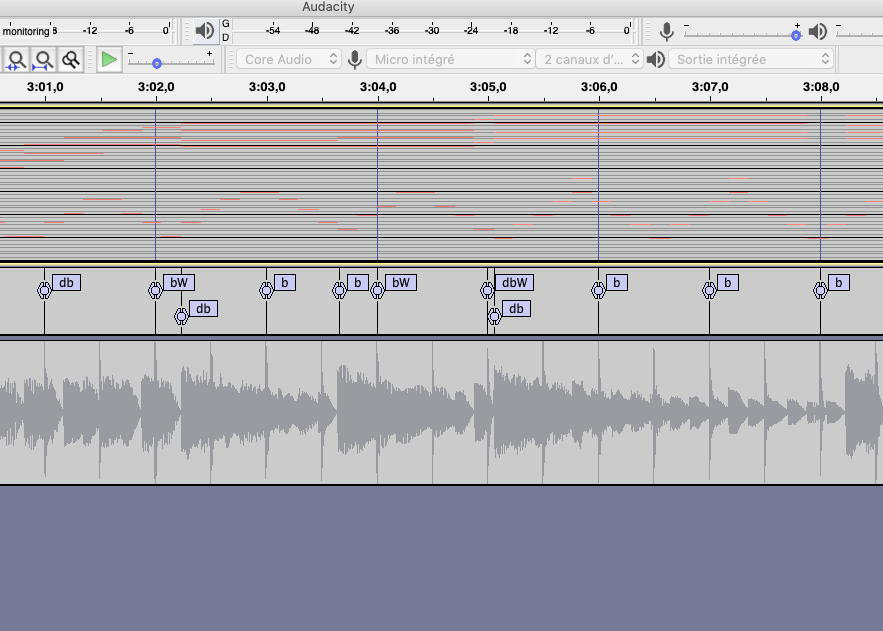 Audacity
monitoring -12 -6 0 G D -54 -48 -42 -36 -30 -24 -18 -12 -6 0 - + -
- + Core Audio Micro intégré 2 canaux d'... Sortie intégrée
3:01,0 3:02,0 3:03,0 3:04,0 3:05,0 3:06,0 3:07,0 3:08,0
db bW b b bW dbW b b b
db db